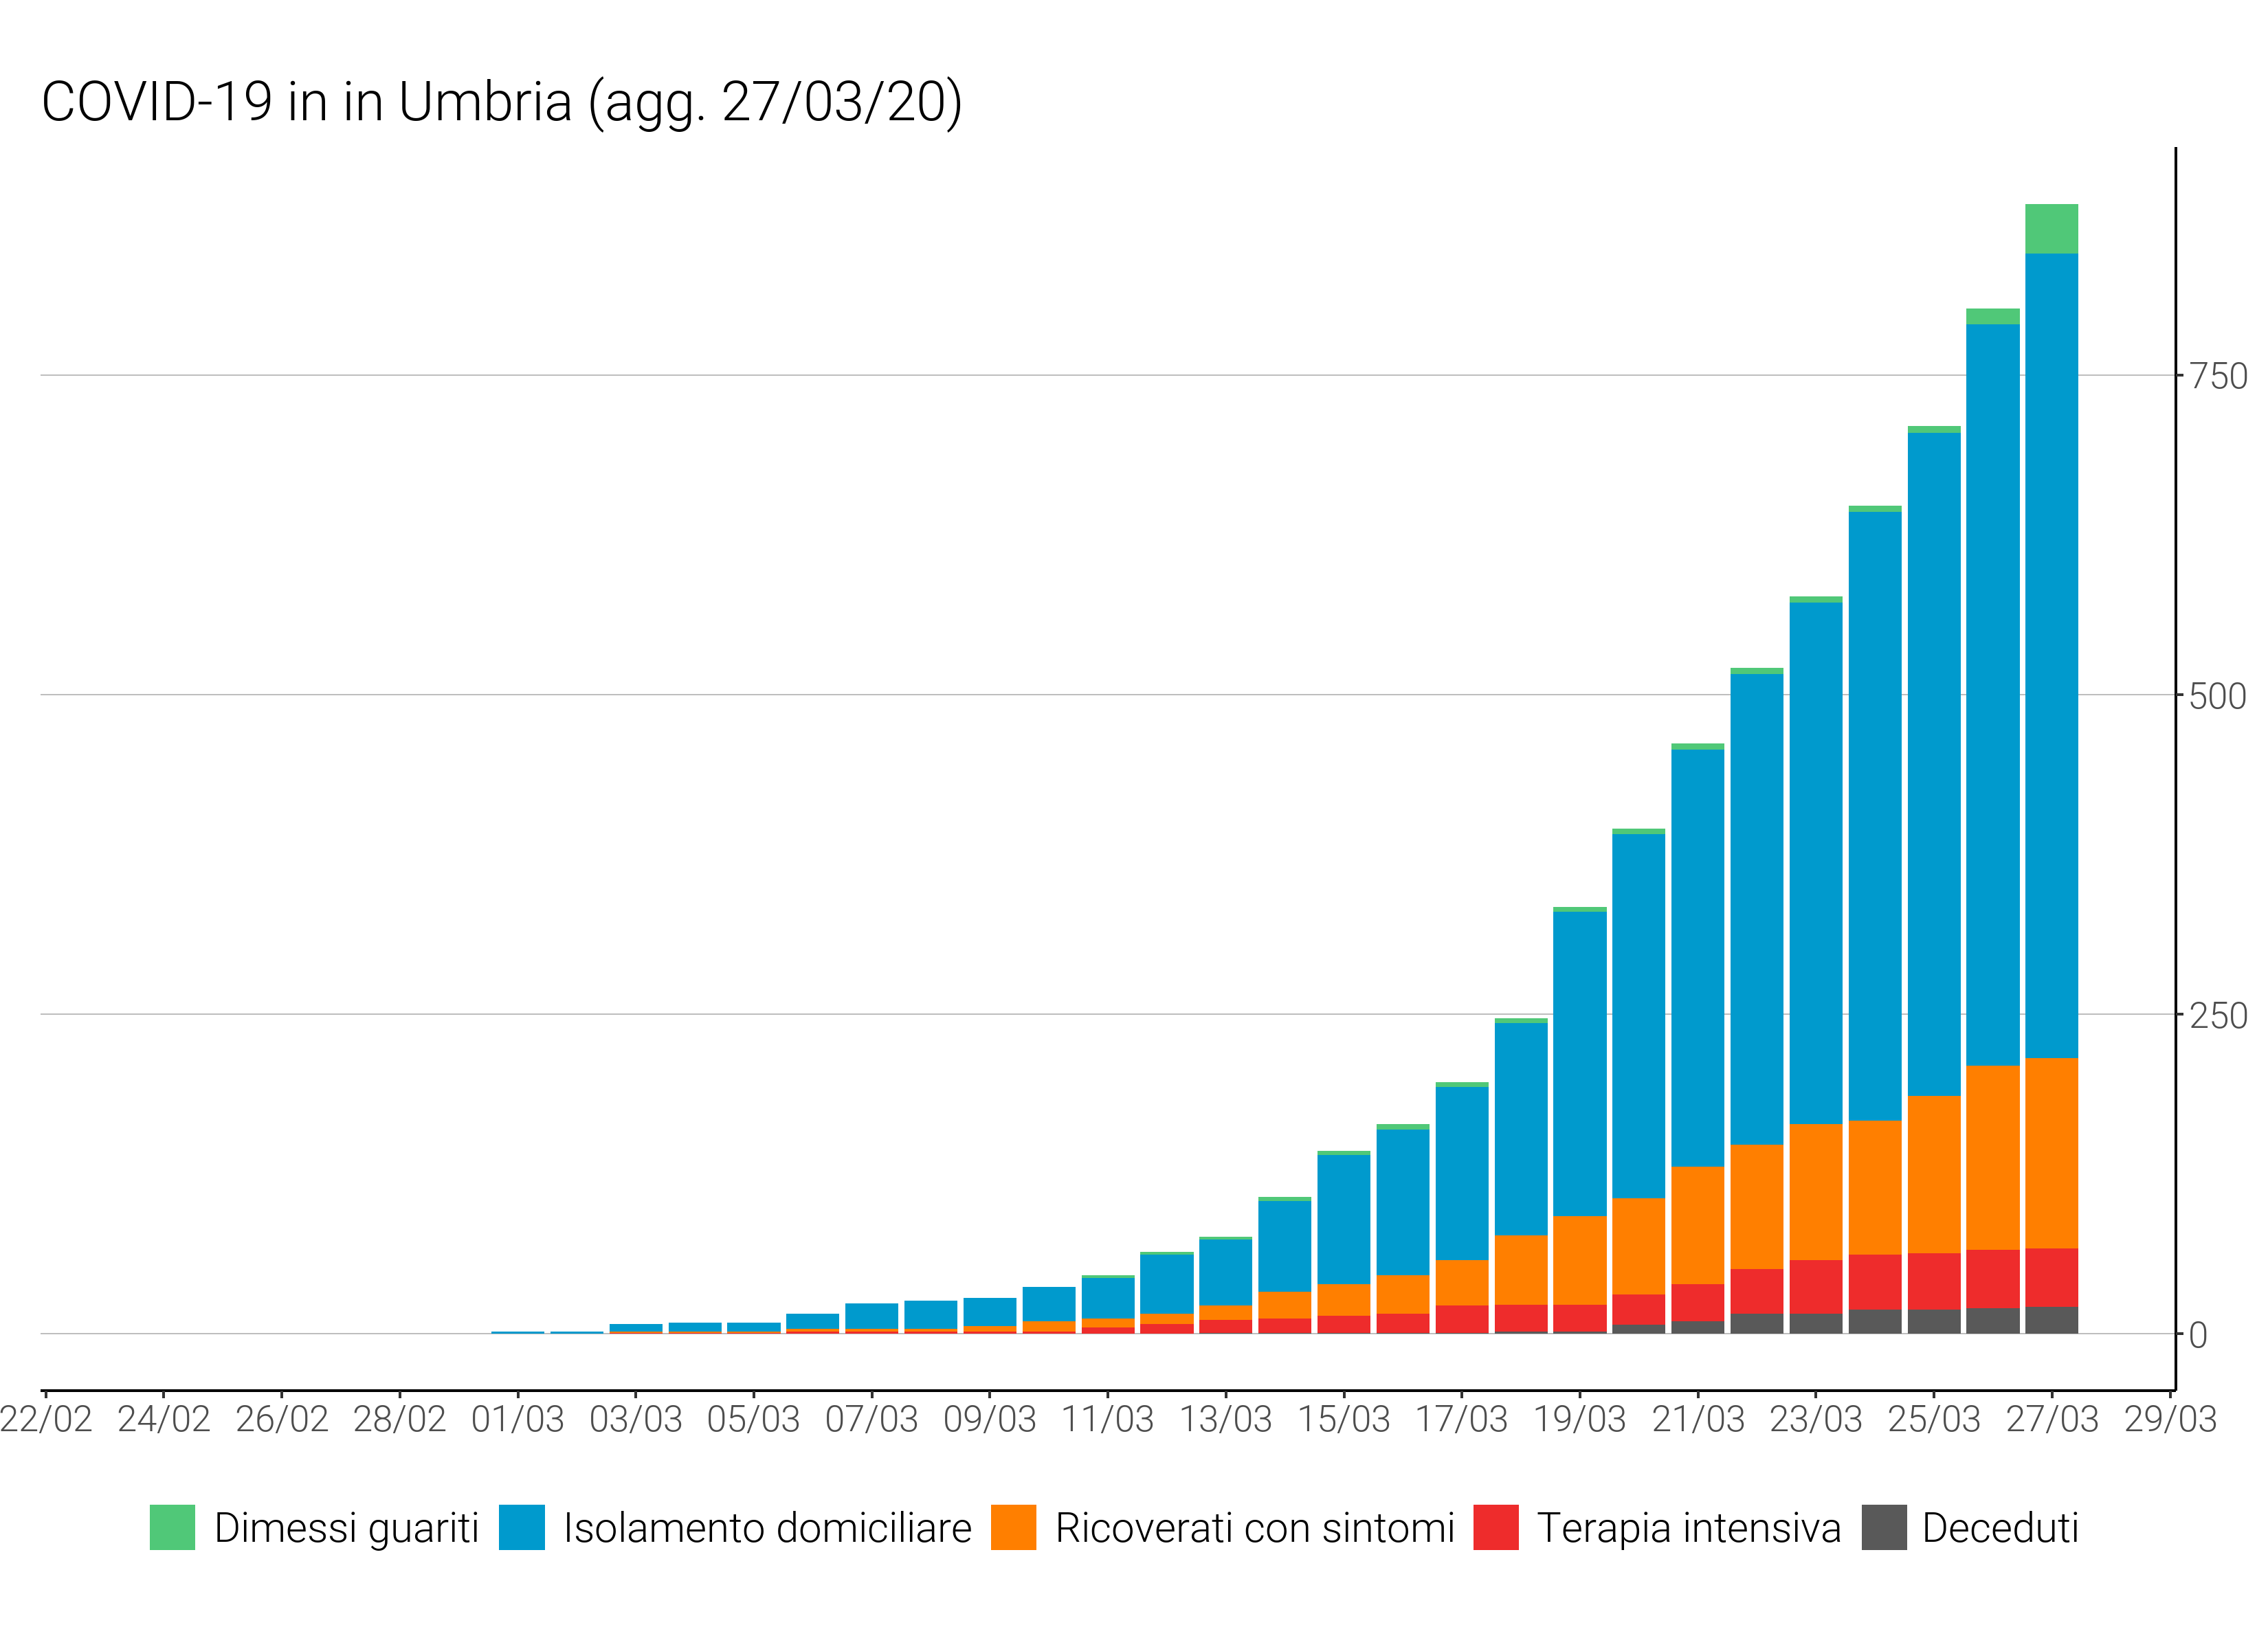 COVID-19 in in Umbria (agg. 27/03/20)
750
500
250
0
22/02 24/02 26/02 28/02 01/03 03/03 05/03 07/03 09/03 11/03 13/03 15/03 17/03 19/03 21/03 23/03 25/03 27/03 29/03
Dimessi guariti Isolamento domiciliare Ricoverati con sintomi Terapia intensiva Deceduti